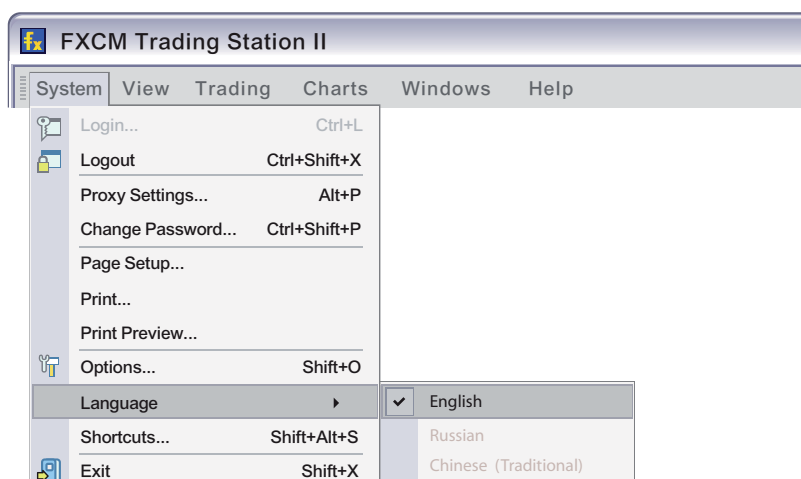 fx FXCM Trading Station II
System View Trading Charts Windows Help
Login... Ctrl+L
Logout Ctrl+Shift+X
Proxy Settings... Alt+P
Change Password... Ctrl+Shift+P
Page Setup...
Print...
Print Preview...
Options... Shift+O
Language English
Shortcuts... Shift+Alt+S Russian
Exit Shift+X Chinese (Traditional)